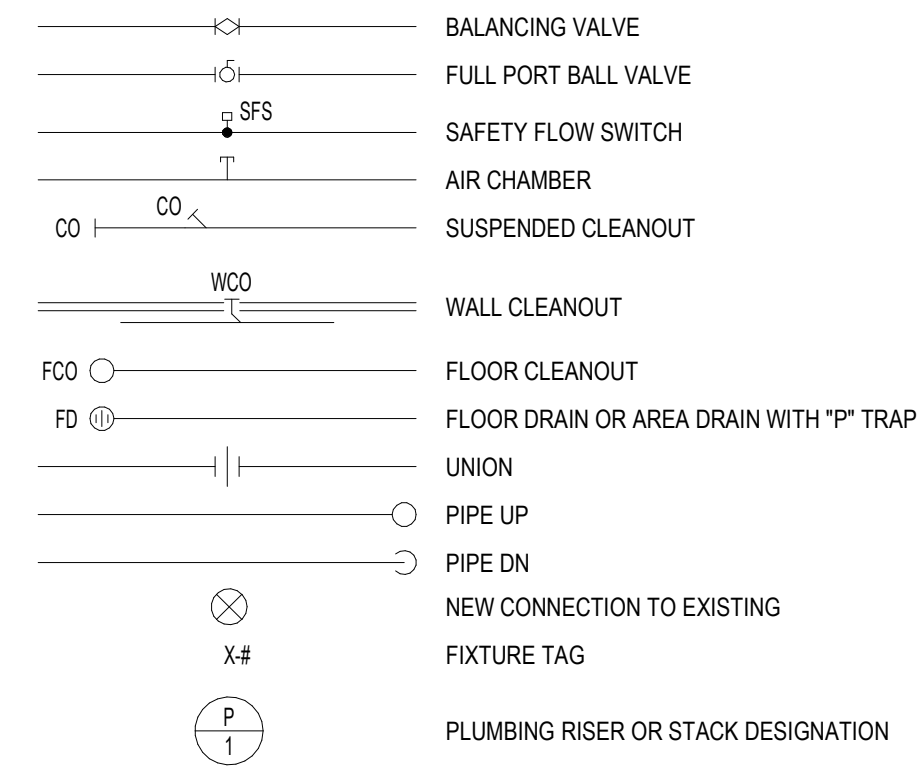 BALANCING VALVE
FULL PORT BALL VALVE
SFS
SAFETY FLOW SWITCH
AIR CHAMBER
CO
CO
SUSPENDED CLEANOUT
WCO
WALL CLEANOUT
FCO
FLOOR CLEANOUT
FD
FLOOR DRAIN OR AREA DRAIN WITH "P" TRAP
UNION
PIPE UP
PIPE DN
NEW CONNECTION TO EXISTING
X-#
FIXTURE TAG
P
1
PLUMBING RISER OR STACK DESIGNATION